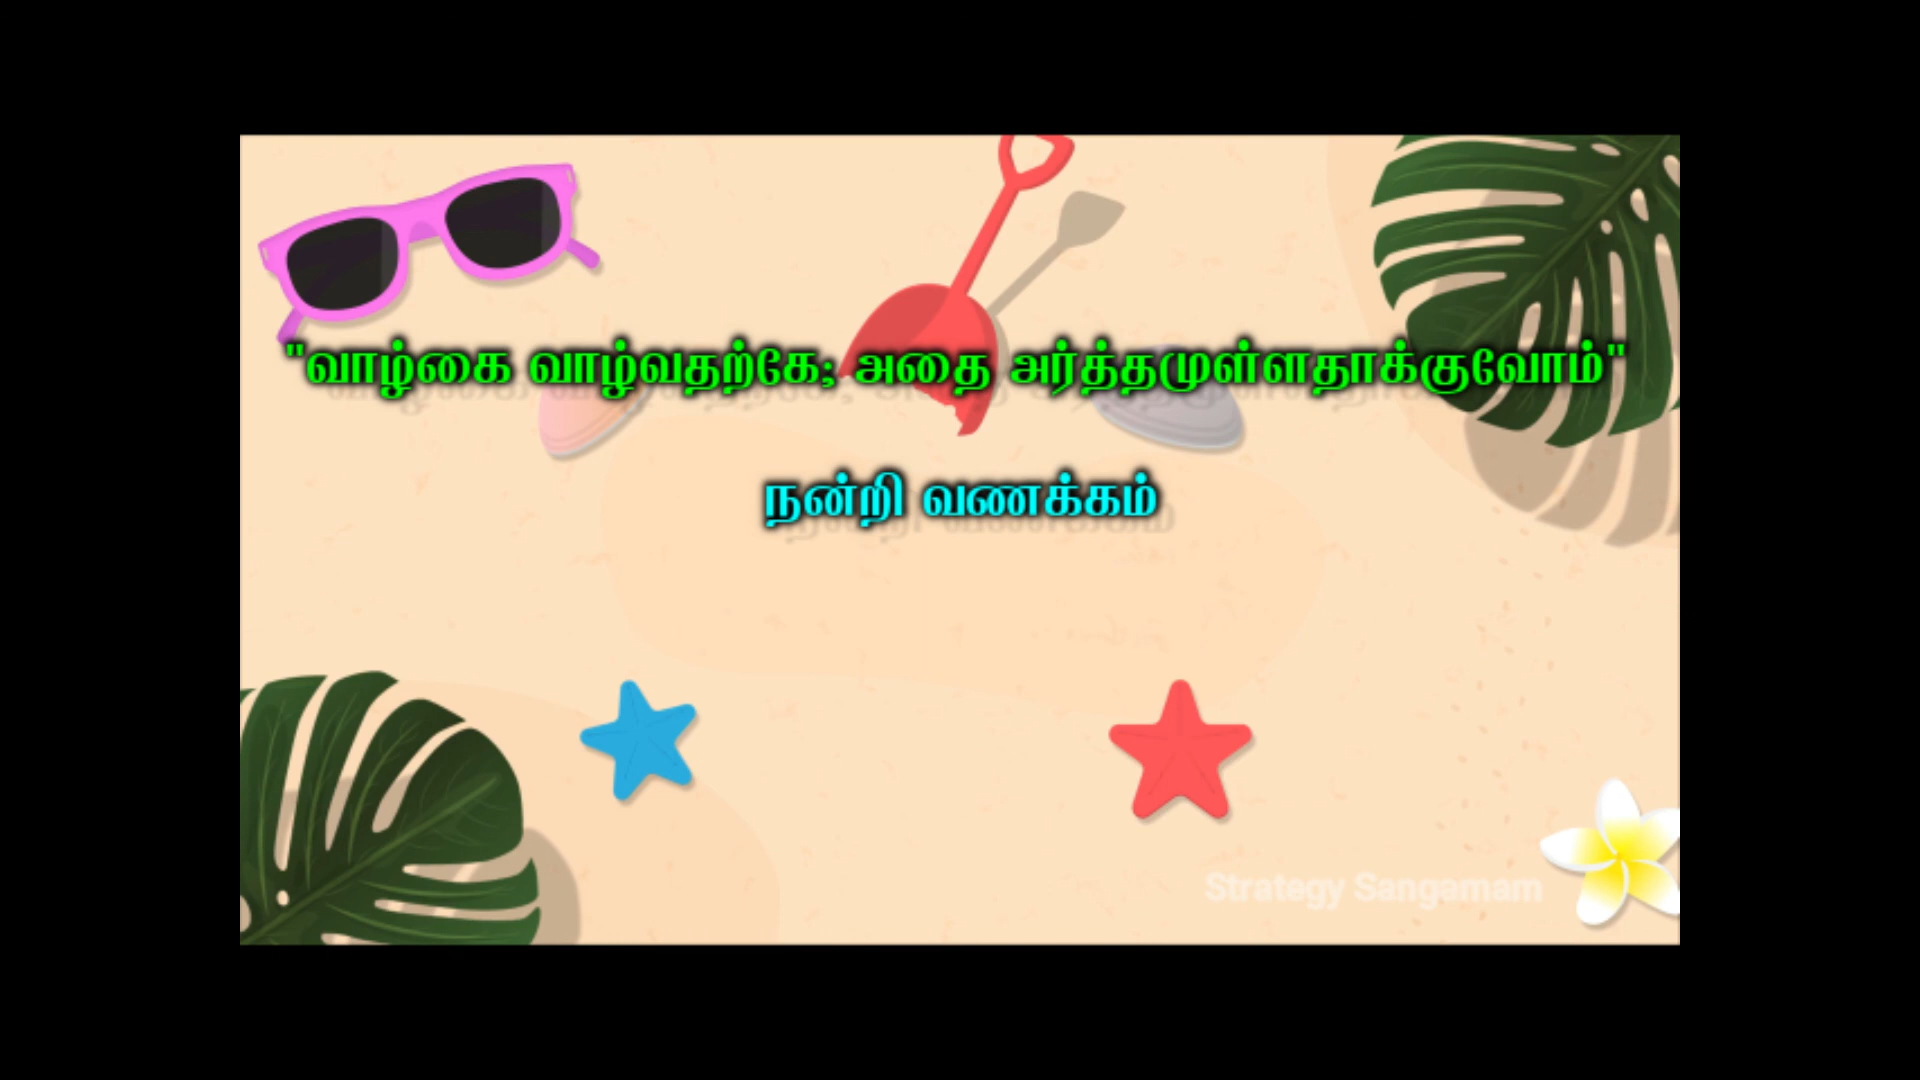 "வாழ்கை வாழ்வதற்கே; அதை அர்த்தமுள்ளதாக்குவோம்"
நன்றி வணக்கம்
Strategy Sangamam